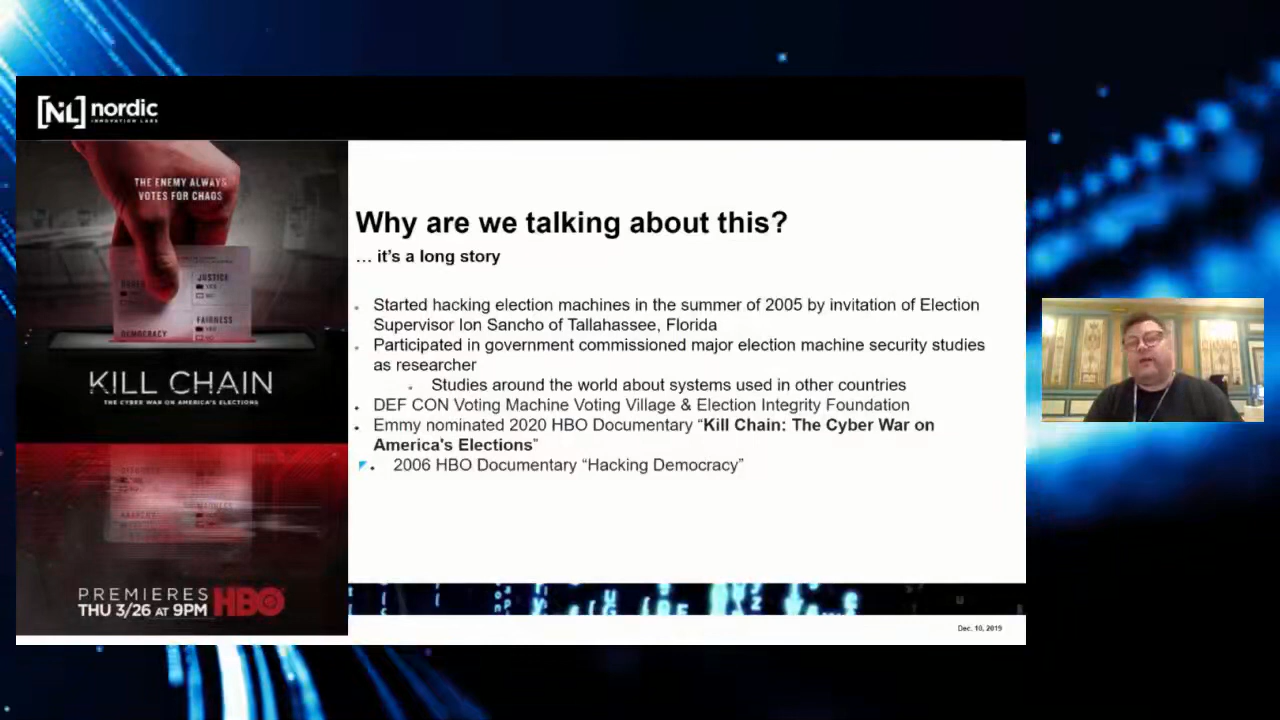 [NL] nordic
INNOVATION LABS
THE ENEMY ALWAYS
VOTES FOR CHAOS
JUSTICE
YES
NO
FAIRNESS
YES
NO
DEMOCRACY
KILL CHAIN
THE CYBER WAR ON AMERICA'S ELECTIONS
PREMIERES
THU 3/26 AT 9PM HBO
Why are we talking about this?
… it's a long story
Started hacking election machines in the summer of 2005 by invitation of Election
Supervisor Ion Sancho of Tallahassee, Florida
Participated in government commissioned major election machine security studies
as researcher
Studies around the world about systems used in other countries
DEF CON Voting Machine Voting Village & Election Integrity Foundation
Emmy nominated 2020 HBO Documentary “Kill Chain: The Cyber War on
America's Elections”
2006 HBO Documentary “Hacking Democracy”
Dec. 10, 2019